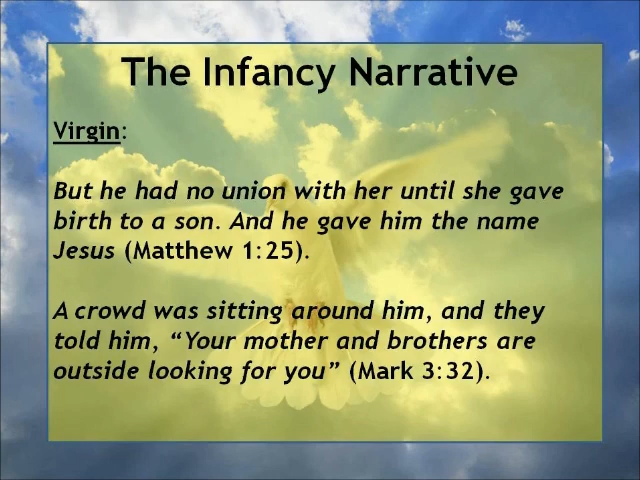 The Infancy Narrative
Virgin:
But he had no union with her until she gave
birth to a son. And he gave him the name
Jesus (Matthew 1:25).
A crowd was sitting around him, and they
told him, “Your mother and brothers are
outside looking for you” (Mark 3:32).